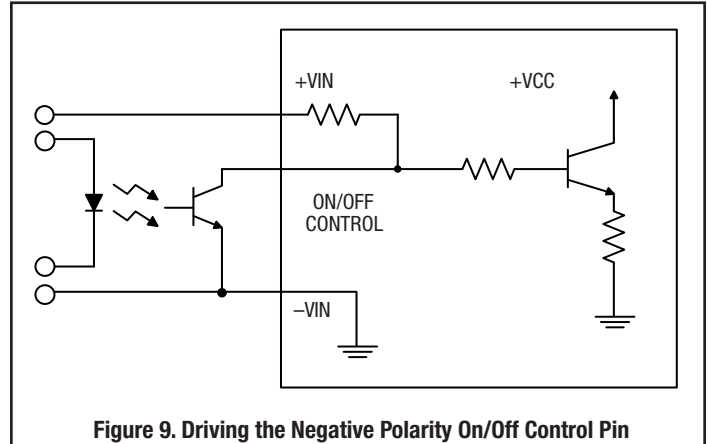 +VIN
+VCC
ON/OFF
CONTROL
–VIN
Figure 9. Driving the Negative Polarity On/Off Control Pin